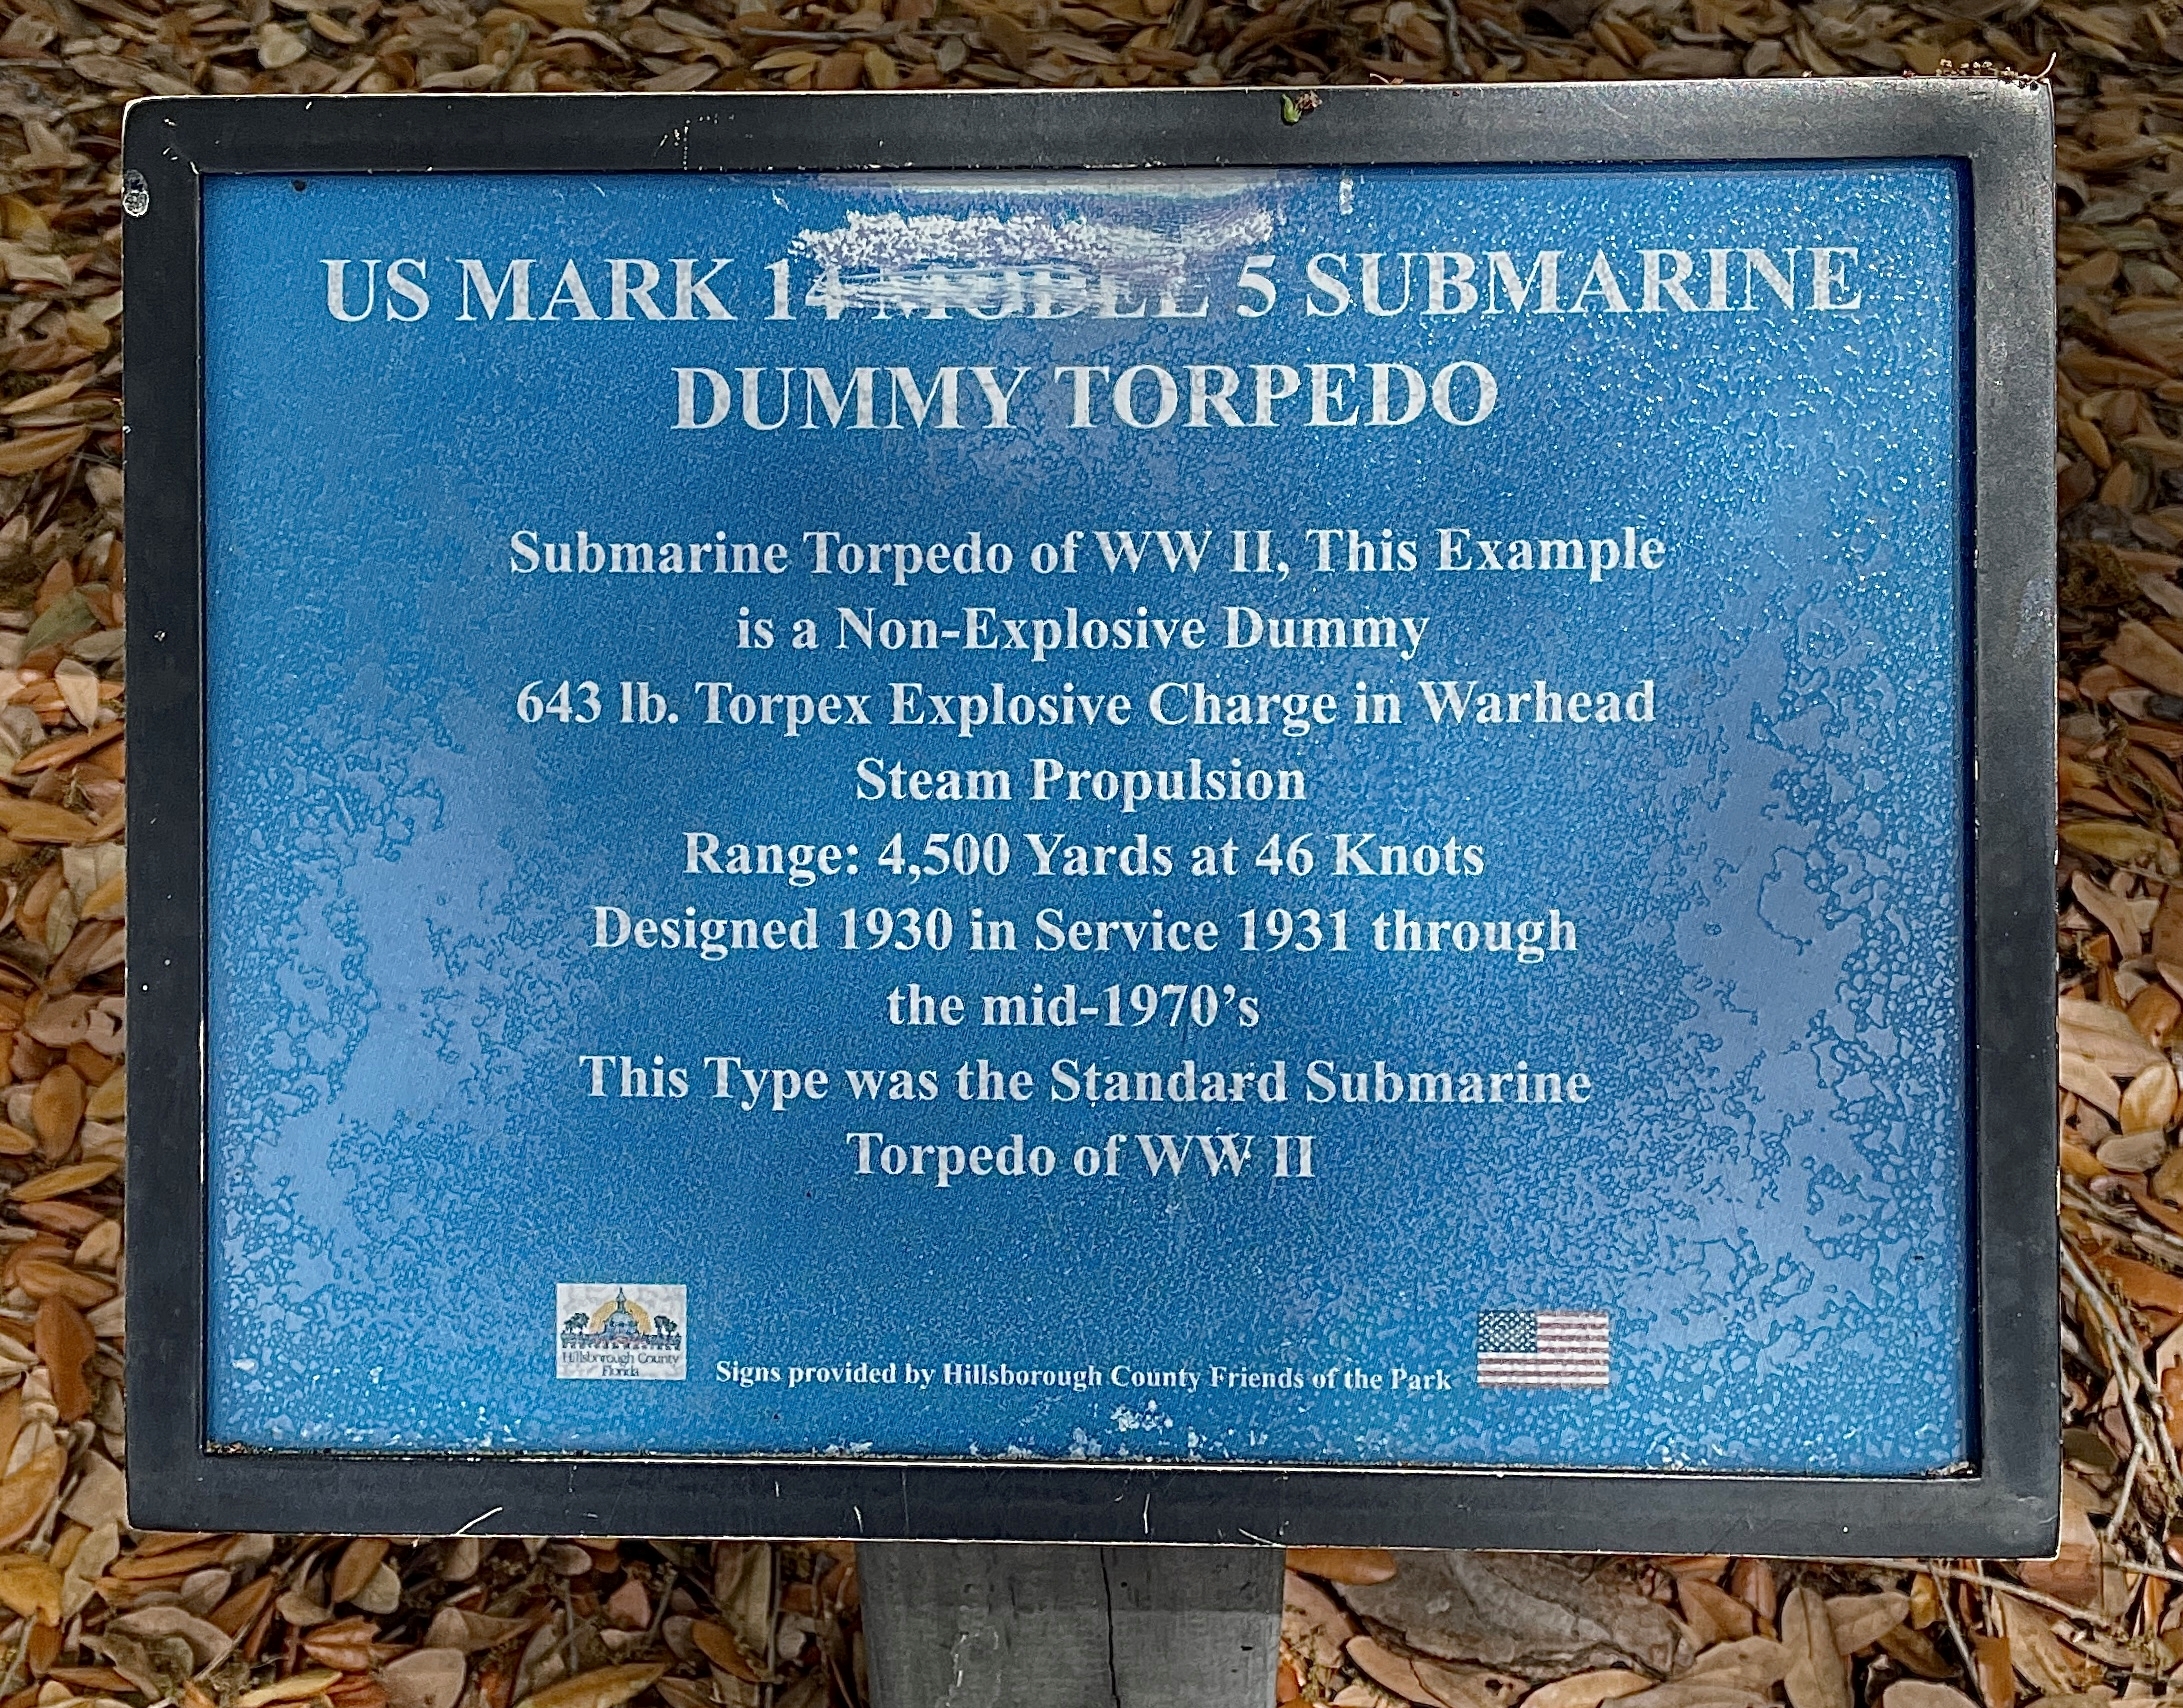 US MARK 14 MODEL 5 SUBMARINE
DUMMY TORPEDO
Submarine Torpedo of WW II, This Example
is a Non-Explosive Dummy
643 lb. Torpex Explosive Charge in Warhead
Steam Propulsion
Range: 4,500 Yards at 46 Knots
Designed 1930 in Service 1931 through
the mid-1970’s
This Type was the Standard Submarine
Torpedo of WW II
Hillsborough County
Florida
Signs provided by Hillsborough County Friends of the Park